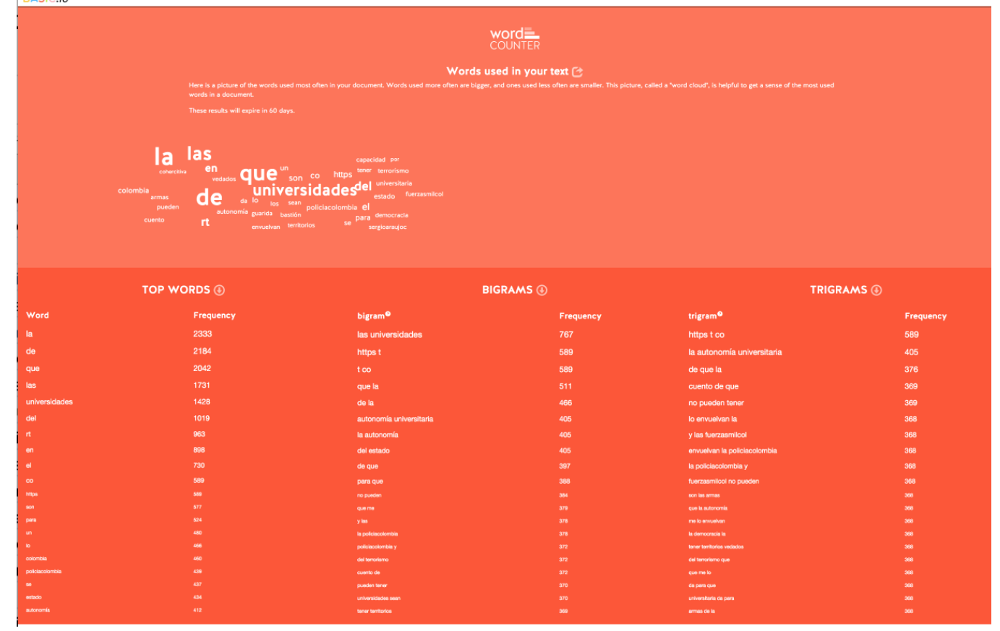 word
COUNTER
Words used in your text
Here is a picture of the words used most often in your document. Words used more often are bigger, and ones used less often are smaller. This picture, called a "word cloud", is helpful to get a sense of the most used
words in a document.
These results will expire in 60 days.
la las
cohercitiva en
vedados que un
son co https
capacidad por
tener terrorismo
colombia
armas
pueden
de
universidades del universitaria
estado fuerzasmilcol
da lo los sean policiacolombia el
autonomía guarida bastión
para democracia
cuento rt
envuelvan territorios se
sergioaraujoc
TOP WORDS BIGRAMS TRIGRAMS
Word Frequency bigram Frequency trigram Frequency
la 2333 las universidades 767 https t co 589
de 2184 https t 589 la autonomía universitaria 405
que 2042 t co 589 de que la 376
las 1731 que la 511 cuento de que 369
universidades 1428 de la 466 no pueden tener 369
del 1019 autonomía universitaria 405 lo envuelvan la 368
rt 963 la autonomía 405 y las fuerzasmilcol 368
en 898 del estado 405 envuelvan la policiacolombia 368
el 730 de que 397 la policiacolombia y 368
co 589 para que 388 fuerzasmilcol no pueden 368
https 589 no pueden 384 son las armas 368
son 577 que me 379 que la autonomía 368
para 524 y las 378 me lo envuelvan 368
un 480 la policiacolombia 378 la democracia la 368
lo 466 policiacolombia y 372 tener territorios vedados 368
colombia 460 del terrorismo 372 del terrorismo que 368
policiacolombia 439 cuento de 372 que me lo 368
se 437 pueden tener 370 da para que 368
estado 434 universidades sean 370 universitaria da para 368
autonomía 412 tener territorios 369 armas de la 368